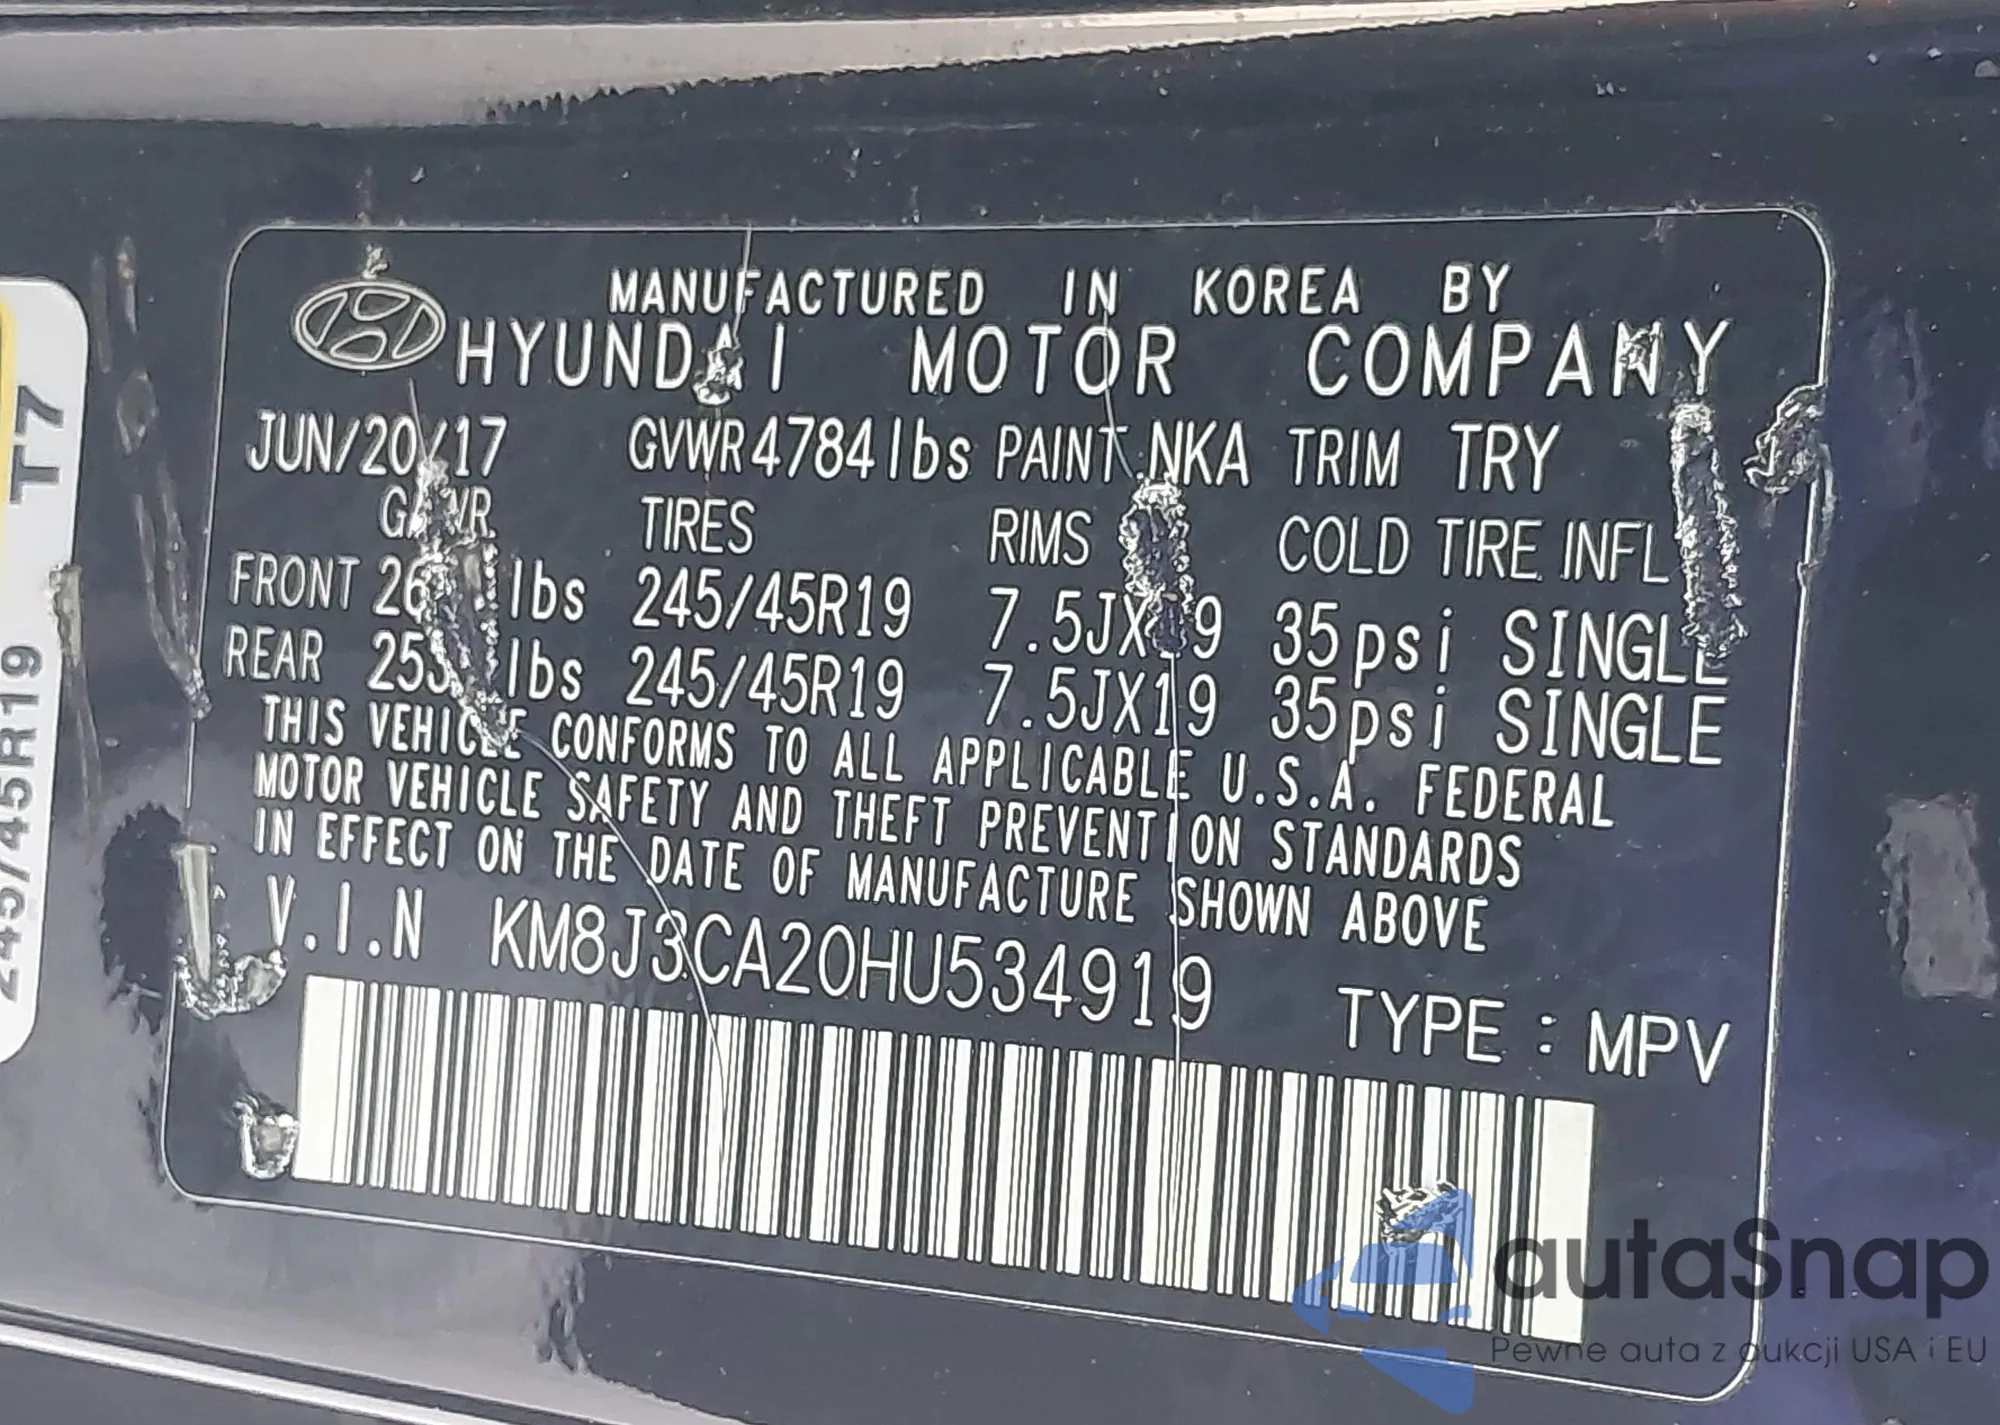 MANUFACTURED IN KOREA BY
HYUNDAI MOTOR COMPANY
JUN/20/17 GVWR 4784lbs PAINT NKA TRIM TRY
GAWR TIRES RIMS COLD TIRE INFL
FRONT lbs 245/45R19 7.5JX19 35psi SINGLE
REAR lbs 245/45R19 7.5JX19 35psi SINGLE
THIS VEHICLE CONFORMS TO ALL APPLICABLE U.S.A. FEDERAL
MOTOR VEHICLE SAFETY AND THEFT PREVENTION STANDARDS
IN EFFECT ON THE DATE OF MANUFACTURE SHOWN ABOVE
V.I.N KM8J3CA20HU534919
TYPE : MPV
245/45R19 T7
autaSnap
Pewne auta z aukcji USA i EU